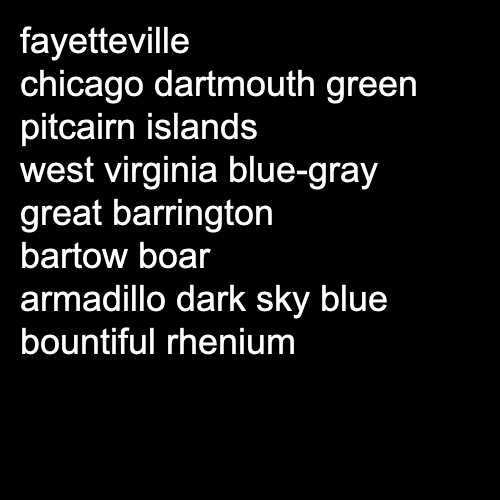 fayetteville
chicago dartmouth green
pitcairn islands
west virginia blue-gray
great barrington
bartow boar
armadillo dark sky blue
bountiful rhenium